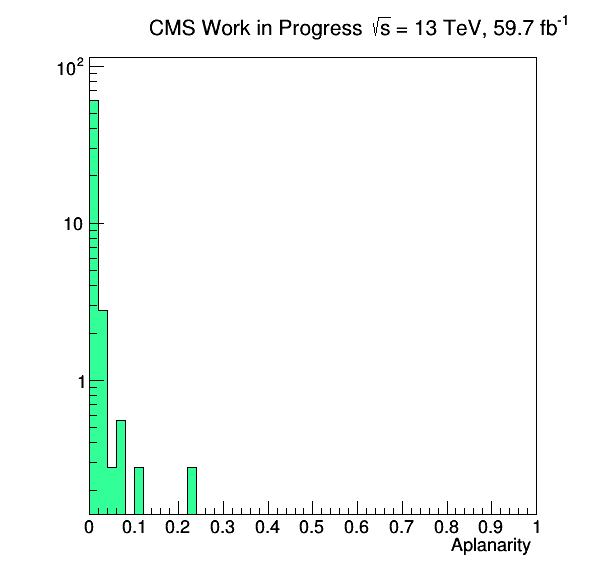 CMS Work in Progress √s = 13 TeV, 59.7 fb⁻¹
10²
10
1
0 0.1 0.2 0.3 0.4 0.5 0.6 0.7 0.8 0.9 1
Aplanarity